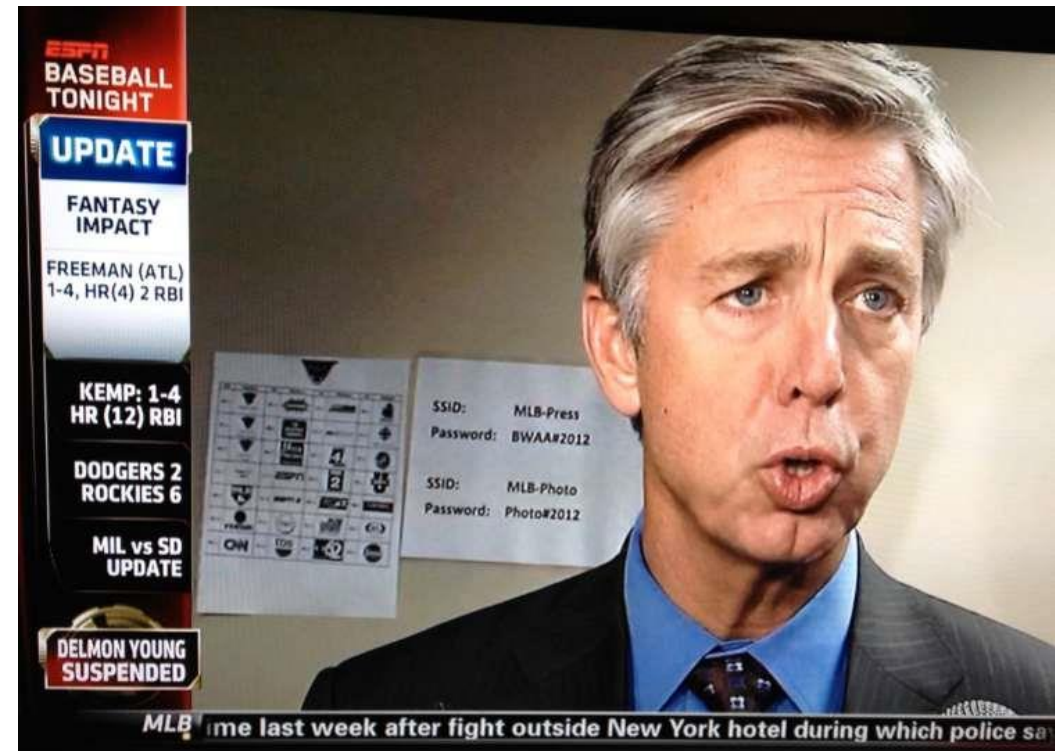 ESPN
BASEBALL
TONIGHT
UPDATE
FANTASY
IMPACT
FREEMAN (ATL)
1-4, HR(4) 2 RBI
KEMP: 1-4
HR (12) RBI
DODGERS 2
ROCKIES 6
MIL vs SD
UPDATE
DELMON YOUNG
SUSPENDED
SSID: MLB-Press
Password: BWAA#2012
SSID: MLB-Photo
Password: Photo#2012
ESPN
2
CNN
MLB ime last week after fight outside New York hotel during which police sa